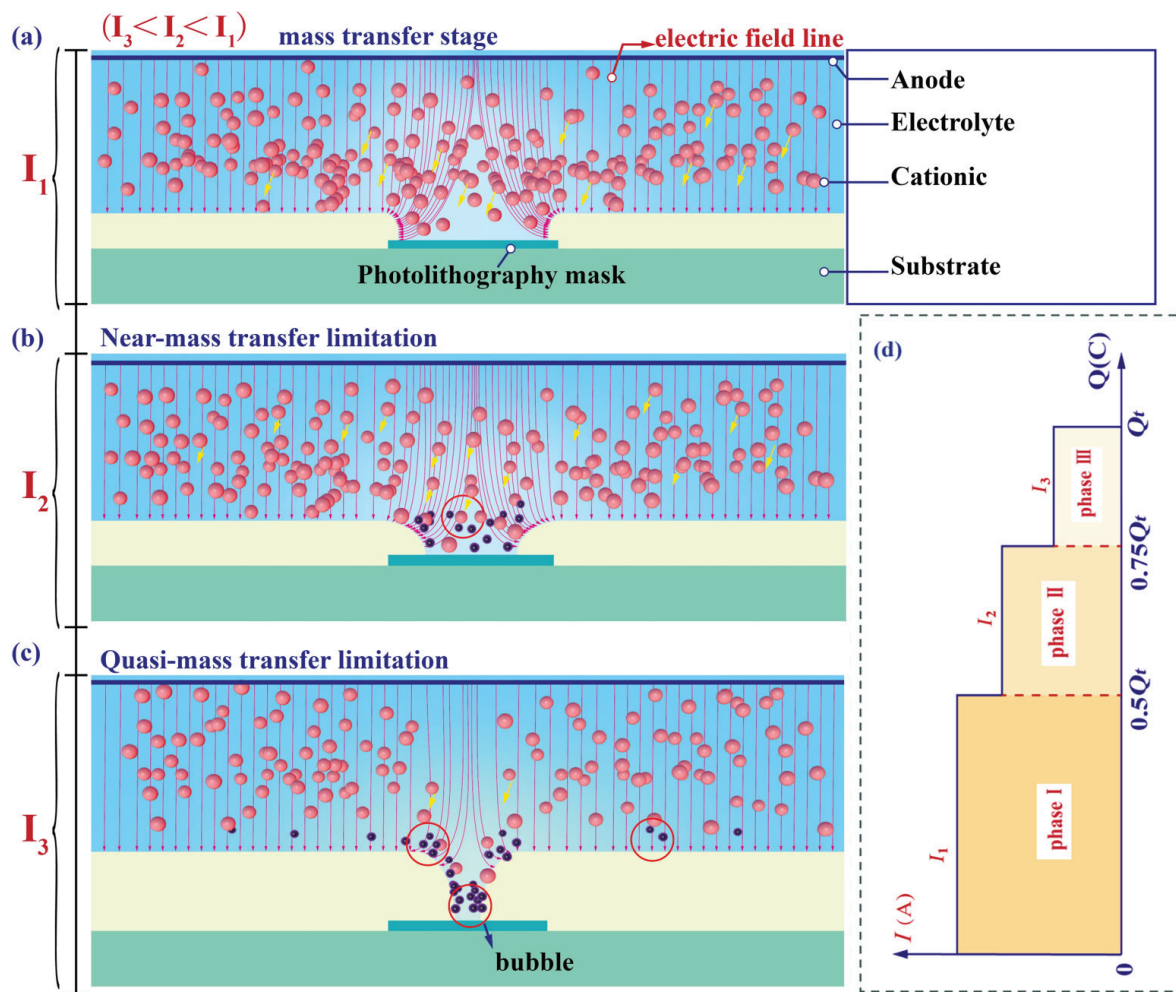 (a)
(I₃< I₂< I₁)
mass transfer stage
electric field line
Anode
Electrolyte
Cationic
Substrate
I₁
Photolithography mask
(b)
Near-mass transfer limitation
I₂
(c)
Quasi-mass transfer limitation
I₃
bubble
(d)
Q(C)
Qt
I₃
phase Ⅲ
0.75Qt
I₂
phase Ⅱ
0.5Qt
I₁
phase Ⅰ
I (A)
0